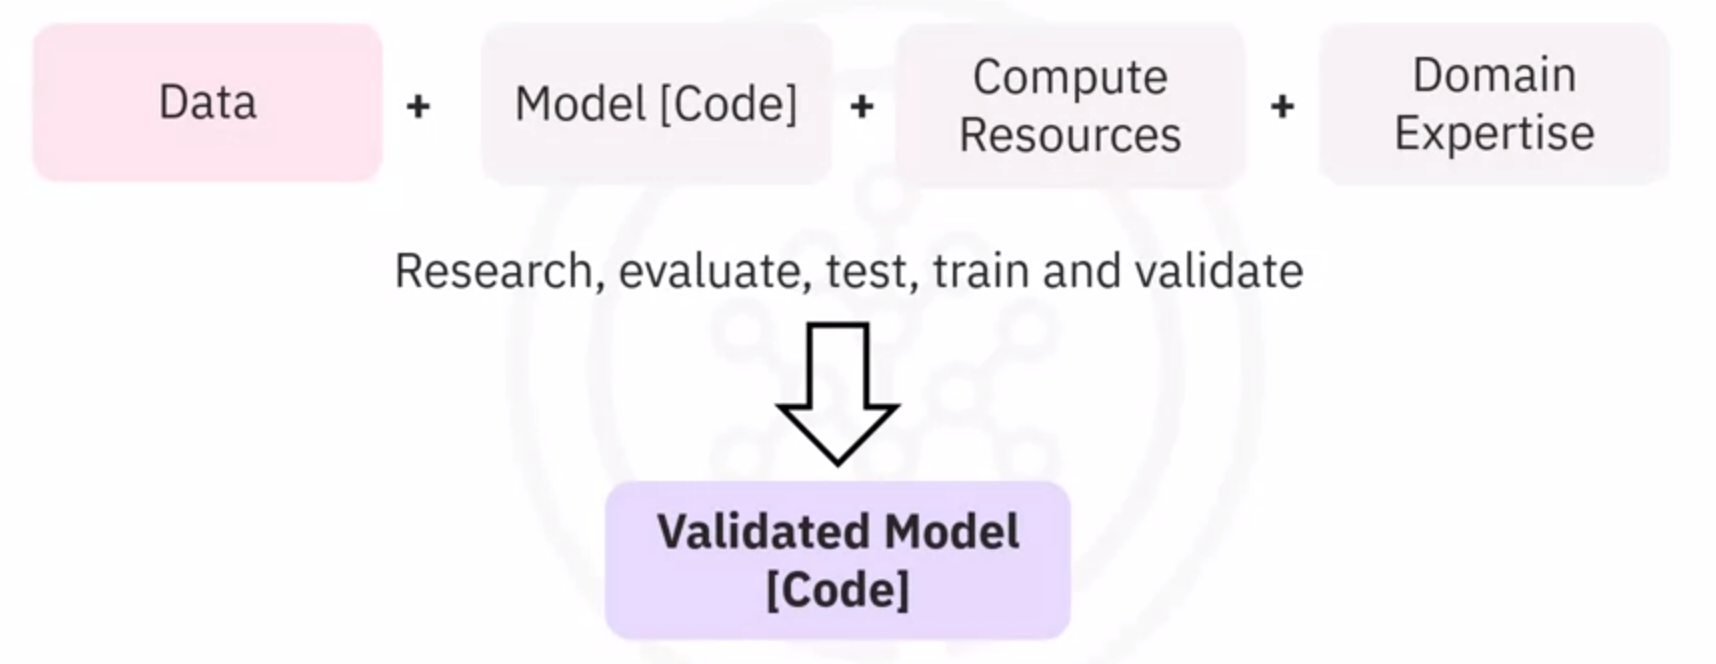 Data + Model [Code] + Compute Resources + Domain Expertise
Research, evaluate, test, train and validate
Validated Model
[Code]